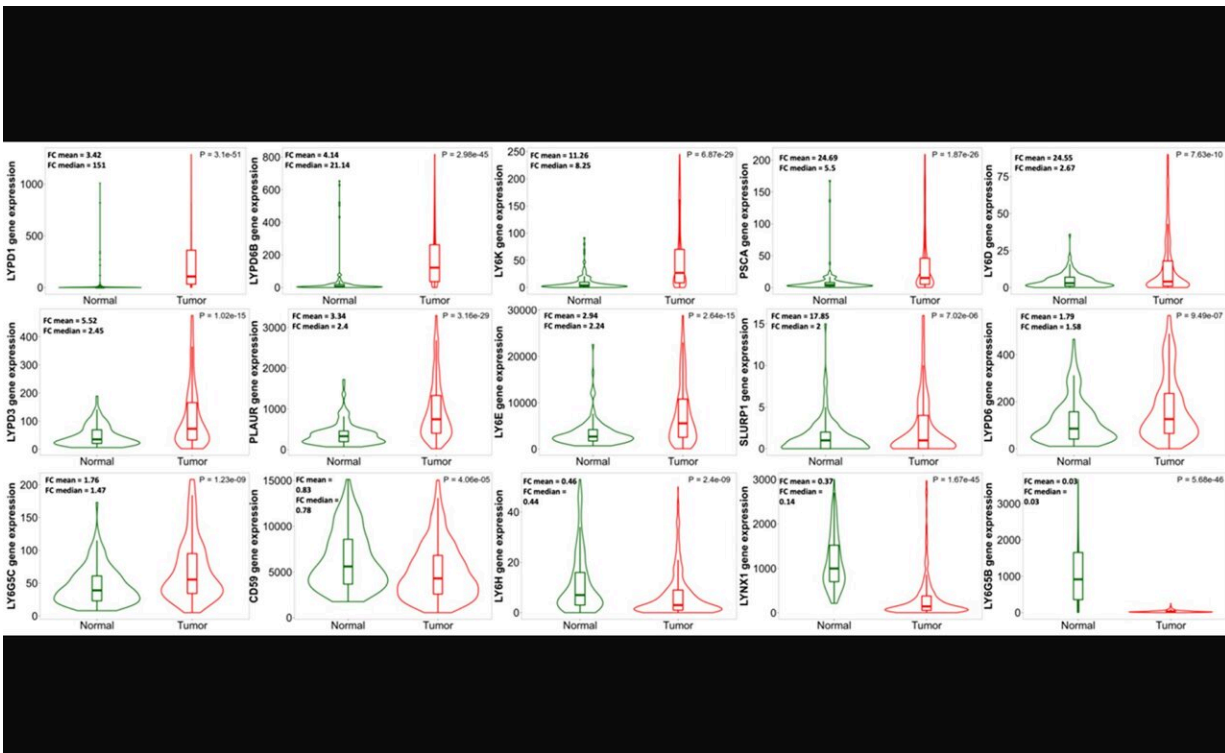 FC mean = 3.42
FC median = 151
P = 3.1e-51
LYPD1 gene expression
1000
500
0
Normal
Tumor
FC mean = 4.14
FC median = 21.14
P = 2.98e-45
LYPD6B gene expression
800
600
400
200
0
Normal
Tumor
FC mean = 11.26
FC median = 8.25
P = 6.87e-29
LY6K gene expression
250
200
150
100
50
0
Normal
Tumor
FC mean = 24.69
FC median = 5.5
P = 1.87e-26
PSCA gene expression
200
150
100
50
0
Normal
Tumor
FC mean = 24.55
FC median = 2.67
P = 7.63e-10
LY6D gene expression
75
50
25
0
Normal
Tumor
FC mean = 5.52
FC median = 2.45
P = 1.02e-15
LYPD3 gene expression
400
300
200
100
0
Normal
Tumor
FC mean = 3.34
FC median = 2.4
P = 3.16e-29
PLAUR gene expression
3000
2000
1000
0
Normal
Tumor
FC mean = 2.94
FC median = 2.24
P = 2.64e-15
LY6E gene expression
30000
20000
10000
0
Normal
Tumor
FC mean = 17.85
FC median = 2
P = 7.02e-06
SLURP1 gene expression
15
10
5
0
Normal
Tumor
FC mean = 1.79
FC median = 1.58
P = 9.49e-07
LYPD6 gene expression
400
200
0
Normal
Tumor
FC mean = 1.76
FC median = 1.47
P = 1.23e-09
LY6G5C gene expression
200
150
100
50
0
Normal
Tumor
FC mean =
0.83
FC median =
0.78
P = 4.06e-05
CD59 gene expression
15000
10000
5000
0
Normal
Tumor
FC mean = 0.46
FC median =
0.44
P = 2.4e-09
LY6H gene expression
40
20
0
Normal
Tumor
FC mean = 0.37
FC median =
0.14
P = 1.67e-45
LYNX1 gene expression
3000
2000
1000
0
Normal
Tumor
FC mean = 0.03
FC median =
0.03
P = 5.68e-46
LY6G5B gene expression
3000
2000
1000
0
Normal
Tumor